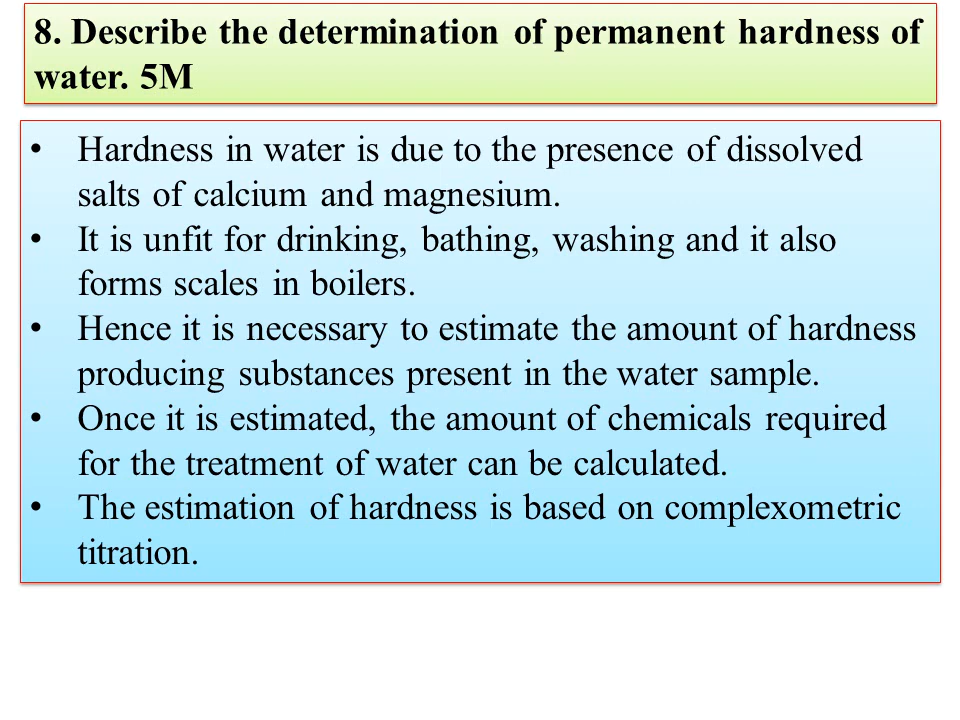 8. Describe the determination of permanent hardness of
water. 5M
• Hardness in water is due to the presence of dissolved
salts of calcium and magnesium.
• It is unfit for drinking, bathing, washing and it also
forms scales in boilers.
• Hence it is necessary to estimate the amount of hardness
producing substances present in the water sample.
• Once it is estimated, the amount of chemicals required
for the treatment of water can be calculated.
• The estimation of hardness is based on complexometric
titration.